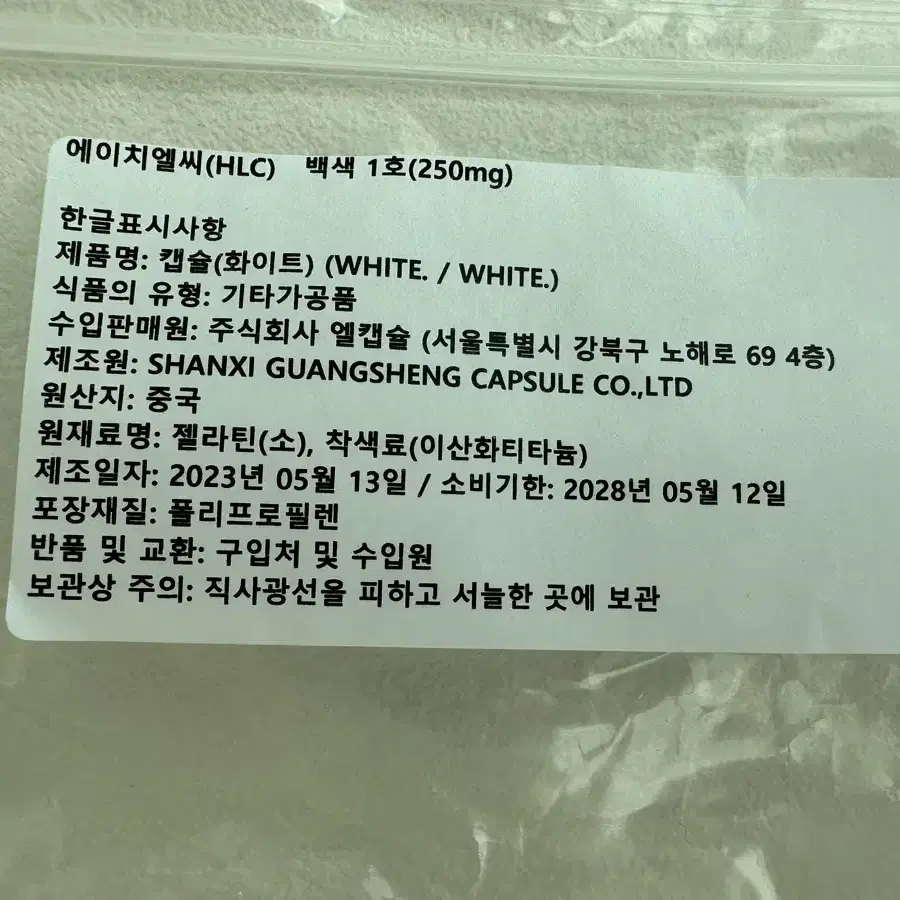 에이치엘씨(HLC) 백색 1호(250mg)
한글표시사항
제품명: 캡슐(화이트) (WHITE. / WHITE.)
식품의 유형: 기타가공품
수입판매원: 주식회사 엘캡슐 (서울특별시 강북구 노해로 69 4층)
제조원: SHANXI GUANGSHENG CAPSULE CO.,LTD
원산지: 중국
원재료명: 젤라틴(소), 착색료(이산화티타늄)
제조일자: 2023년 05월 13일 / 소비기한: 2028년 05월 12일
포장재질: 폴리프로필렌
반품 및 교환: 구입처 및 수입원
보관상 주의: 직사광선을 피하고 서늘한 곳에 보관